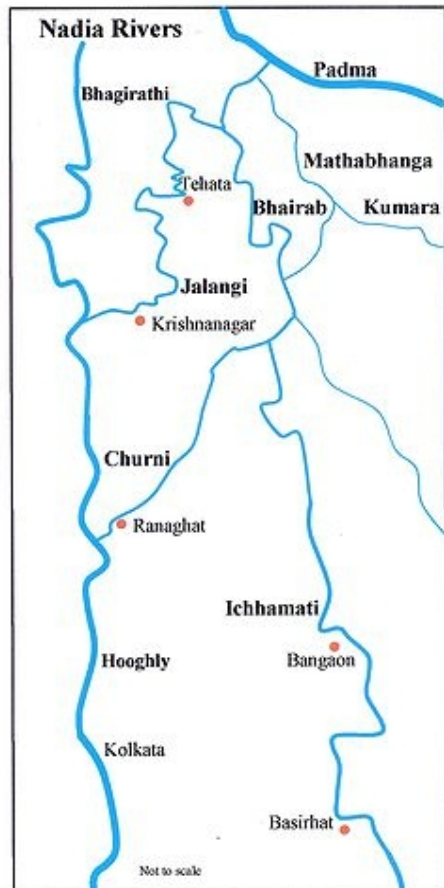 Nadia Rivers
Padma
Bhagirathi
Mathabhanga
Tehata
Bhairab
Kumara
Jalangi
Krishnanagar
Churni
Ranaghat
Ichhamati
Bangaon
Hooghly
Kolkata
Basirhat
Not to scale